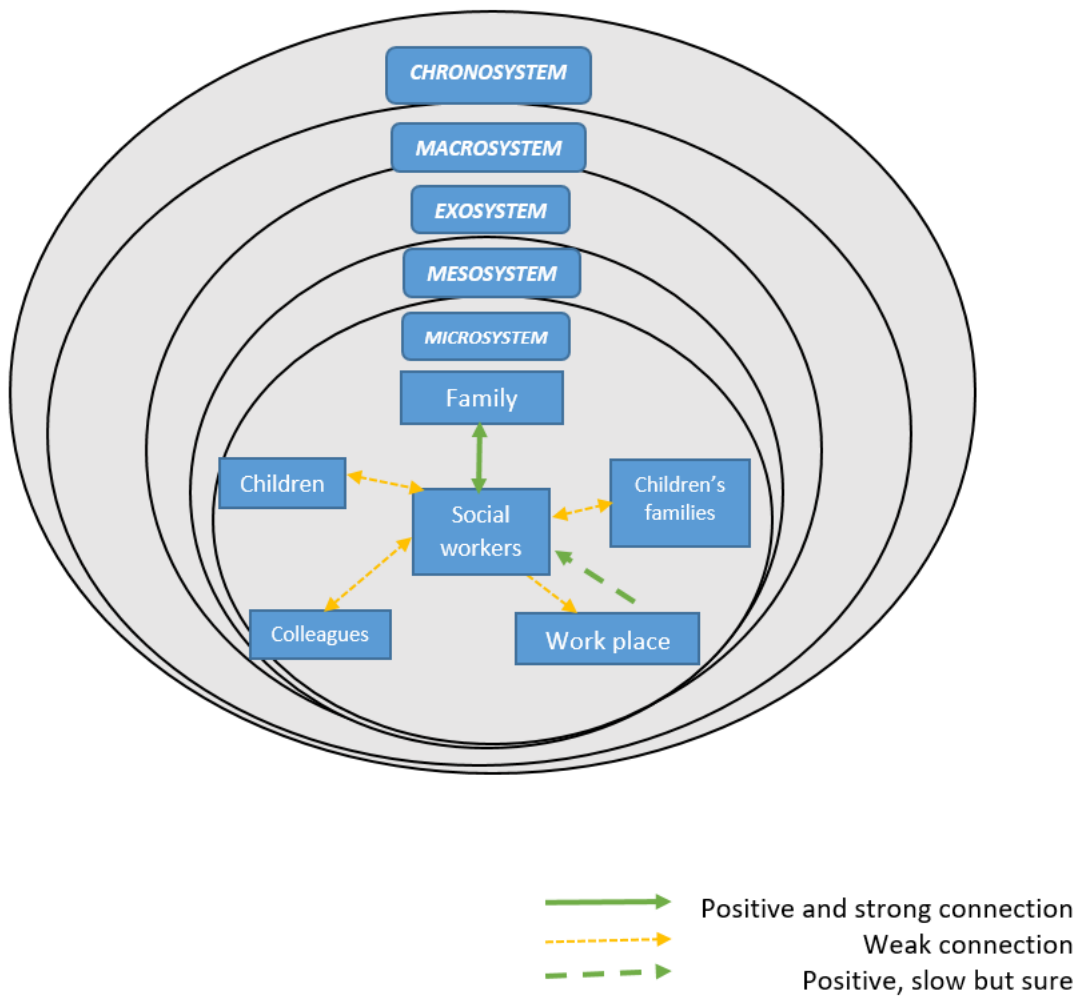 CHRONOSYSTEM
MACROSYSTEM
EXOSYSTEM
MESOSYSTEM
MICROSYSTEM
Family
Children
Children's
families
Social
workers
Colleagues
Work place
Positive and strong connection
Weak connection
Positive, slow but sure